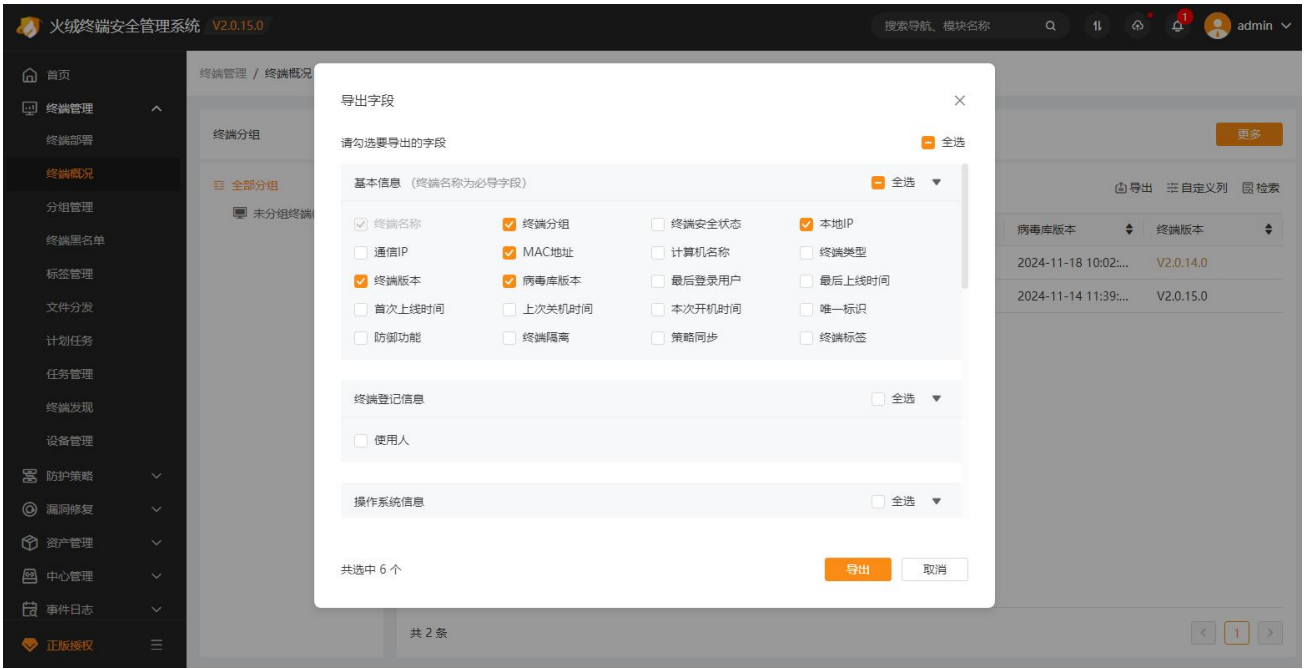 火绒终端安全管理系统 V2.0.15.0 搜索导航、模块名称 1 admin
首页
终端管理
终端部署
终端概况
分组管理
终端黑名单
标签管理
文件分发
计划任务
任务管理
终端发现
设备管理
防护策略
漏洞修复
资产管理
中心管理
事件日志
正版授权
终端管理 / 终端概况
终端分组
全部分组
未分组终端
更多
导出 自定义列 检索
病毒库版本 终端版本
2024-11-18 10:02:... V2.0.14.0
2024-11-14 11:39:... V2.0.15.0
共 2 条
1
导出字段
请勾选要导出的字段 全选
基本信息 (终端名称为必导字段) 全选
终端名称 终端分组 终端安全状态 本地IP
通信IP MAC地址 计算机名称 终端类型
终端版本 病毒库版本 最后登录用户 最后上线时间
首次上线时间 上次关机时间 本次开机时间 唯一标识
防御功能 终端隔离 策略同步 终端标签
终端登记信息 全选
使用人
操作系统信息 全选
共选中 6 个 导出 取消